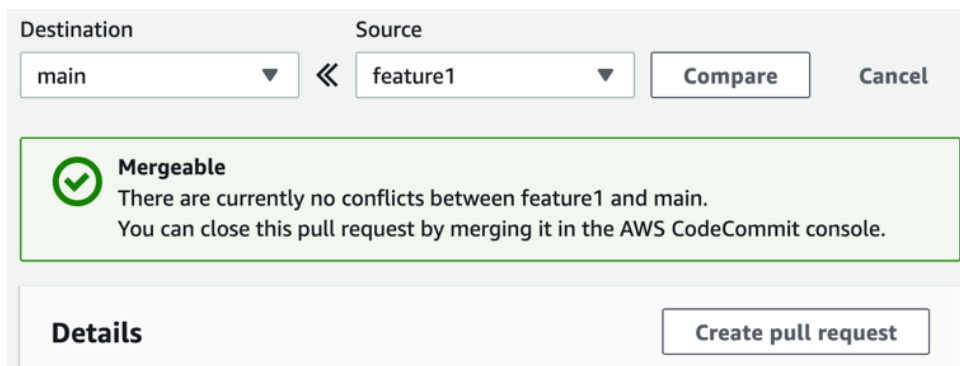 Destination Source
main feature1 Compare Cancel
Mergeable
There are currently no conflicts between feature1 and main.
You can close this pull request by merging it in the AWS CodeCommit console.
Details Create pull request